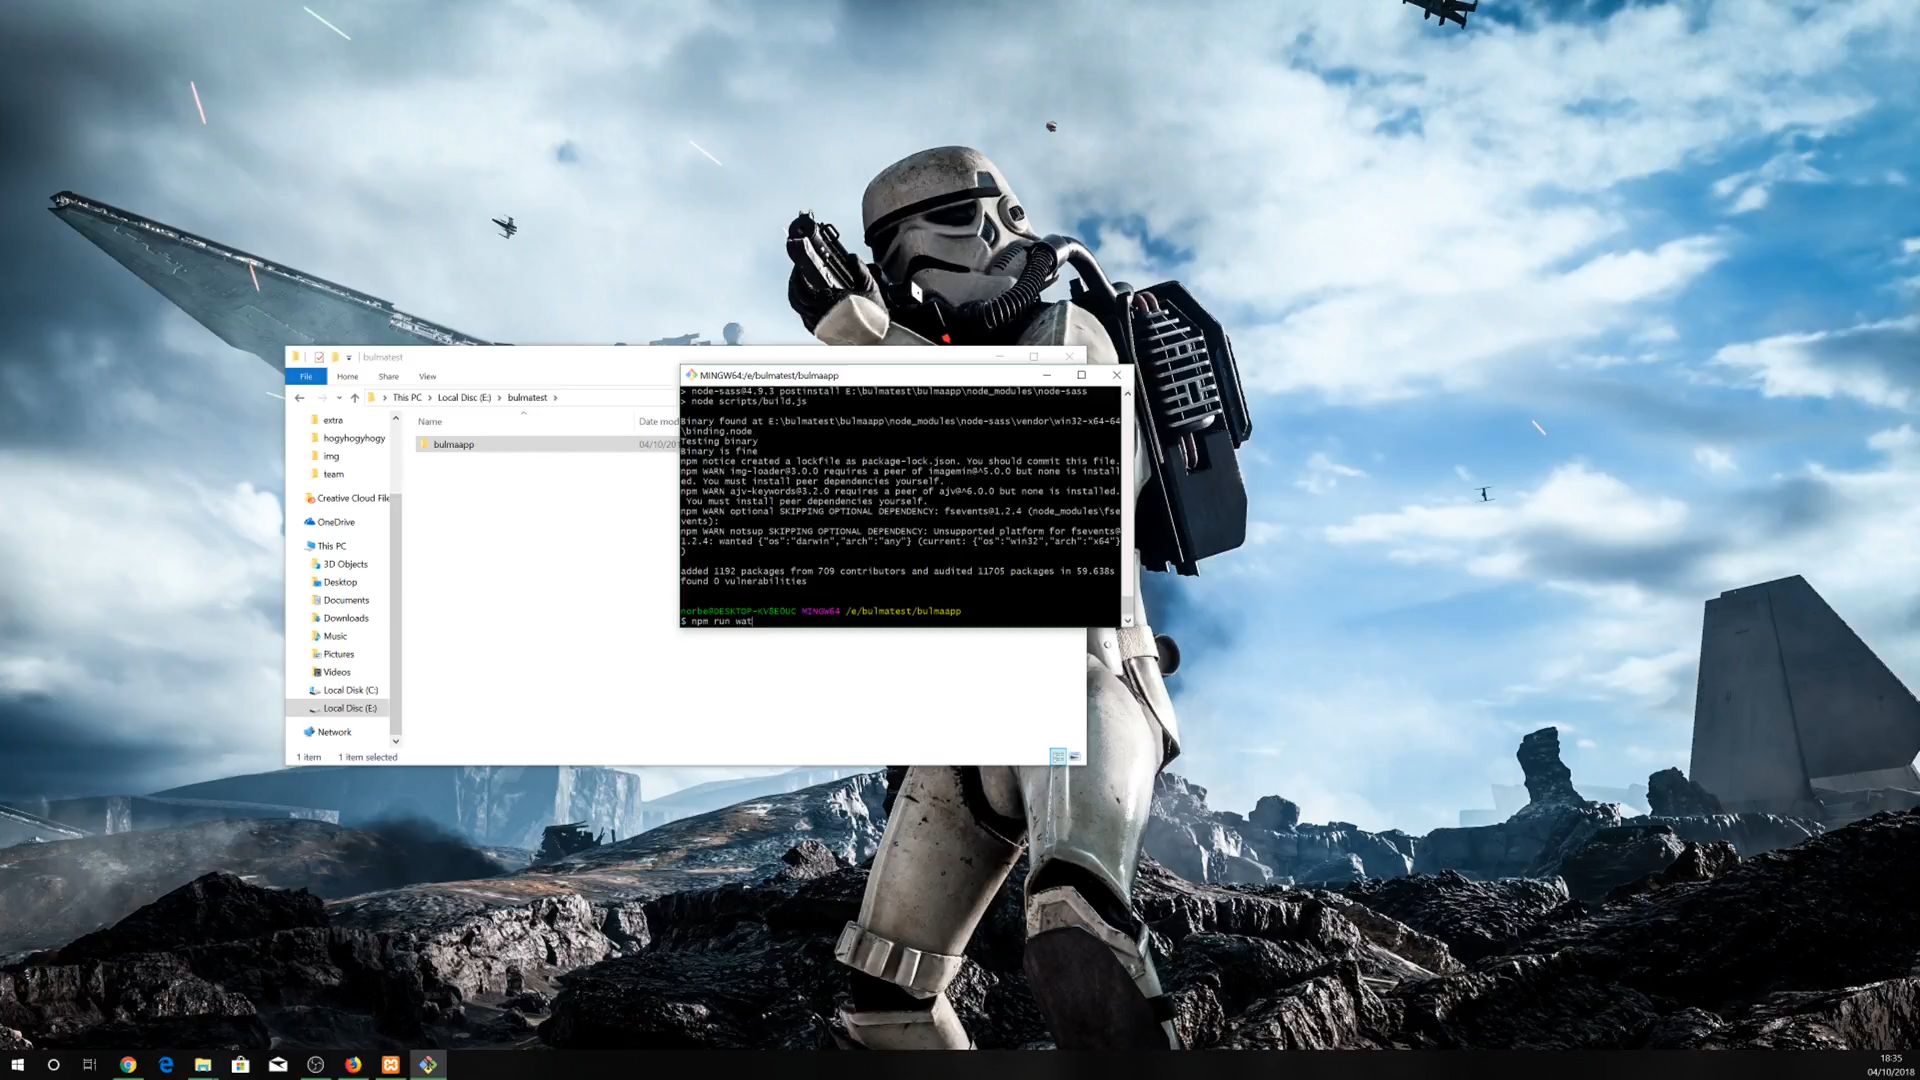 bulmatest
File Home Share View
This PC Local Disc (E:) bulmatest
extra
hogyhogyhogy
img
team
Creative Cloud File
OneDrive
This PC
3D Objects
Desktop
Documents
Downloads
Music
Pictures
Videos
Local Disk (C:)
Local Disc (E:)
Network
Name Date mod
bulmaapp 04/10/20
1 item 1 item selected
MINGW64:/e/bulmatest/bulmaapp
> node-sass@4.9.3 postinstall E:\bulmatest\bulmaapp\node_modules\node-sass
> node scripts/build.js
Binary found at E:\bulmatest\bulmaapp\node_modules\node-sass\vendor\win32-x64-64
\binding.node
Testing binary
Binary is fine
npm notice created a lockfile as package-lock.json. You should commit this file.
npm WARN img-loader@3.0.0 requires a peer of imagemin@^5.0.0 but none is install
ed. You must install peer dependencies yourself.
npm WARN ajv-keywords@3.2.0 requires a peer of ajv@^6.0.0 but none is installed.
You must install peer dependencies yourself.
npm WARN optional SKIPPING OPTIONAL DEPENDENCY: fsevents@1.2.4 (node_modules\fse
vents):
npm WARN notsup SKIPPING OPTIONAL DEPENDENCY: Unsupported platform for fsevents@
1.2.4: wanted {"os":"darwin","arch":"any"} (current: {"os":"win32","arch":"x64"}
)
added 1192 packages from 709 contributors and audited 11705 packages in 59.638s
found 0 vulnerabilities
norbe@DESKTOP-KV5EOUC MINGW64 /e/bulmatest/bulmaapp
$ npm run wat
18:35
04/10/2018